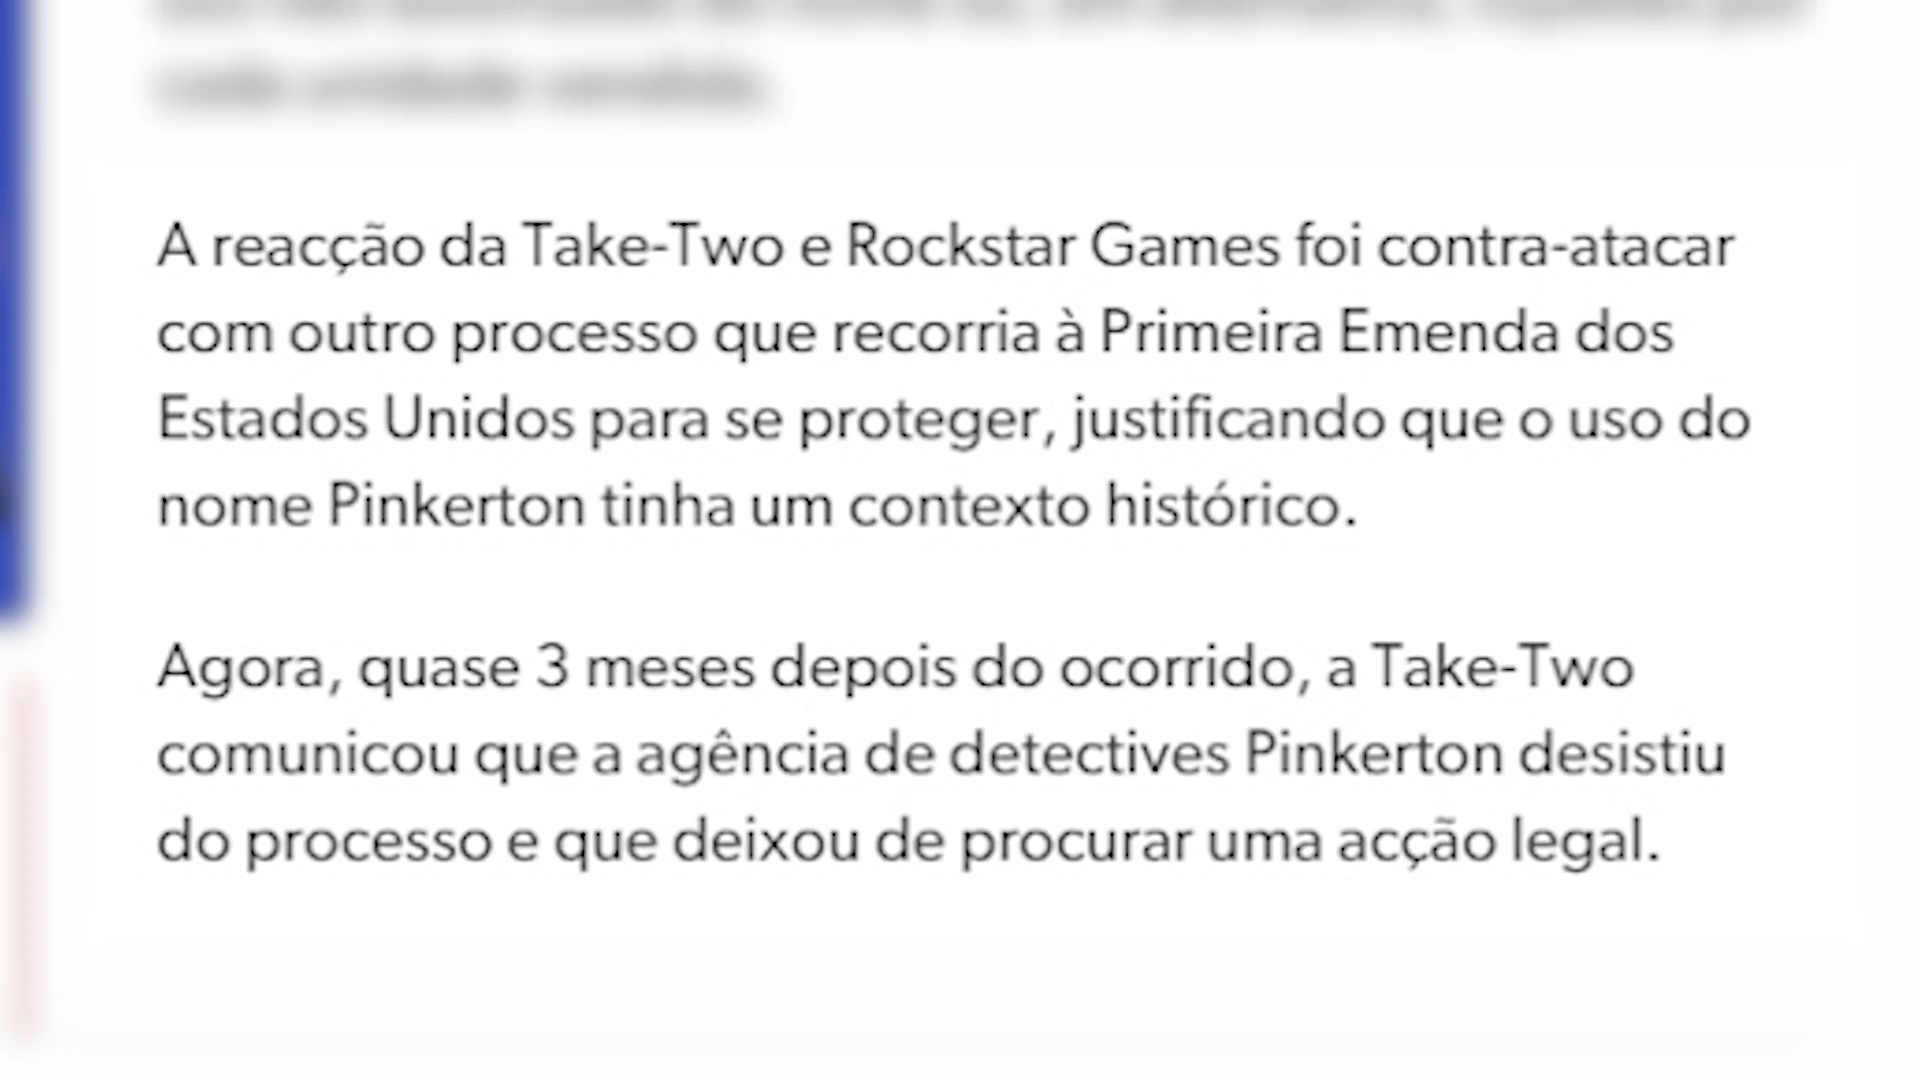 cada unidade vendida.
A reacção da Take-Two e Rockstar Games foi contra-atacar
com outro processo que recorria à Primeira Emenda dos
Estados Unidos para se proteger, justificando que o uso do
nome Pinkerton tinha um contexto histórico.
Agora, quase 3 meses depois do ocorrido, a Take-Two
comunicou que a agência de detectives Pinkerton desistiu
do processo e que deixou de procurar uma acção legal.